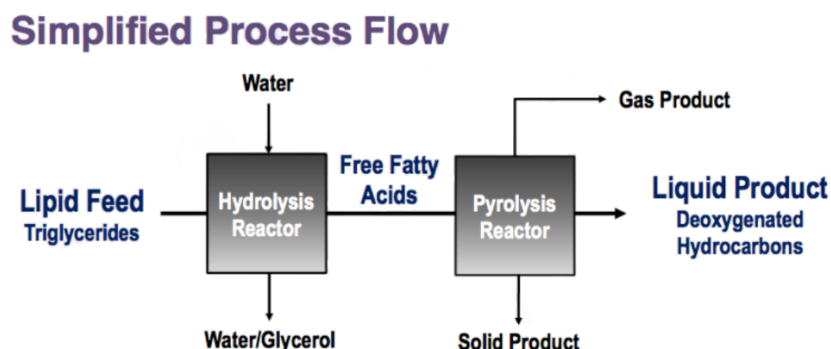 Simplified Process Flow
Water
Gas Product
Free Fatty
Acids
Lipid Feed
Triglycerides
Hydrolysis
Reactor
Pyrolysis
Reactor
Liquid Product
Deoxygenated
Hydrocarbons
Water/Glycerol
Solid Product